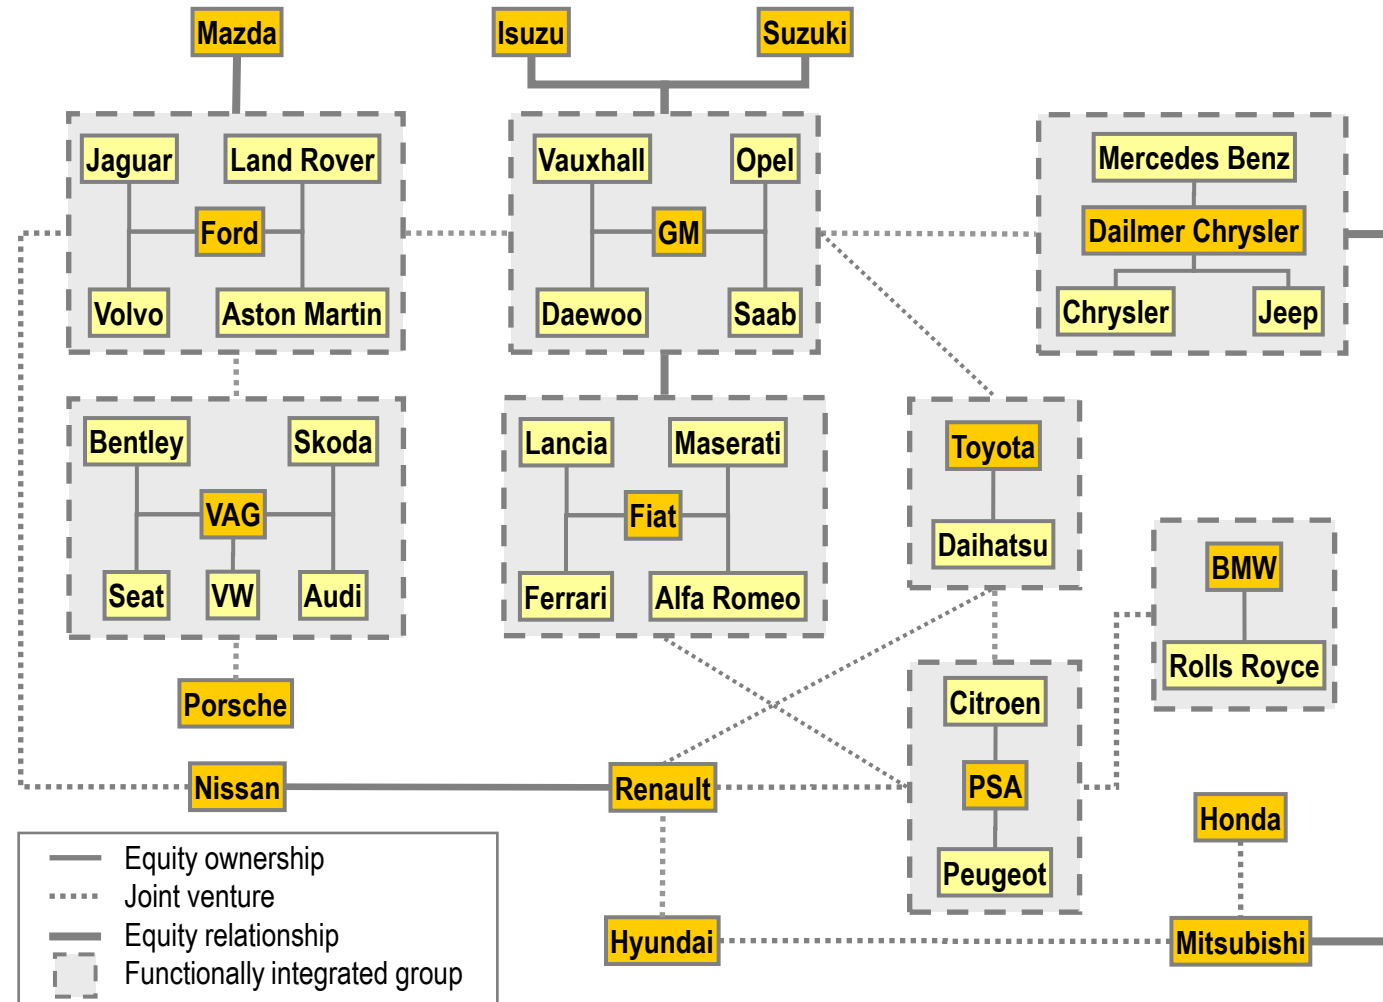 Mazda
Isuzu
Suzuki
Jaguar
Land Rover
Ford
Volvo
Aston Martin
Vauxhall
Opel
GM
Daewoo
Saab
Mercedes Benz
Dailmer Chrysler
Chrysler
Jeep
Bentley
Skoda
VAG
Seat
VW
Audi
Lancia
Maserati
Fiat
Ferrari
Alfa Romeo
Toyota
Daihatsu
BMW
Rolls Royce
Porsche
Citroen
PSA
Peugeot
Nissan
Renault
Honda
Hyundai
Mitsubishi
Equity ownership
Joint venture
Equity relationship
Functionally integrated group